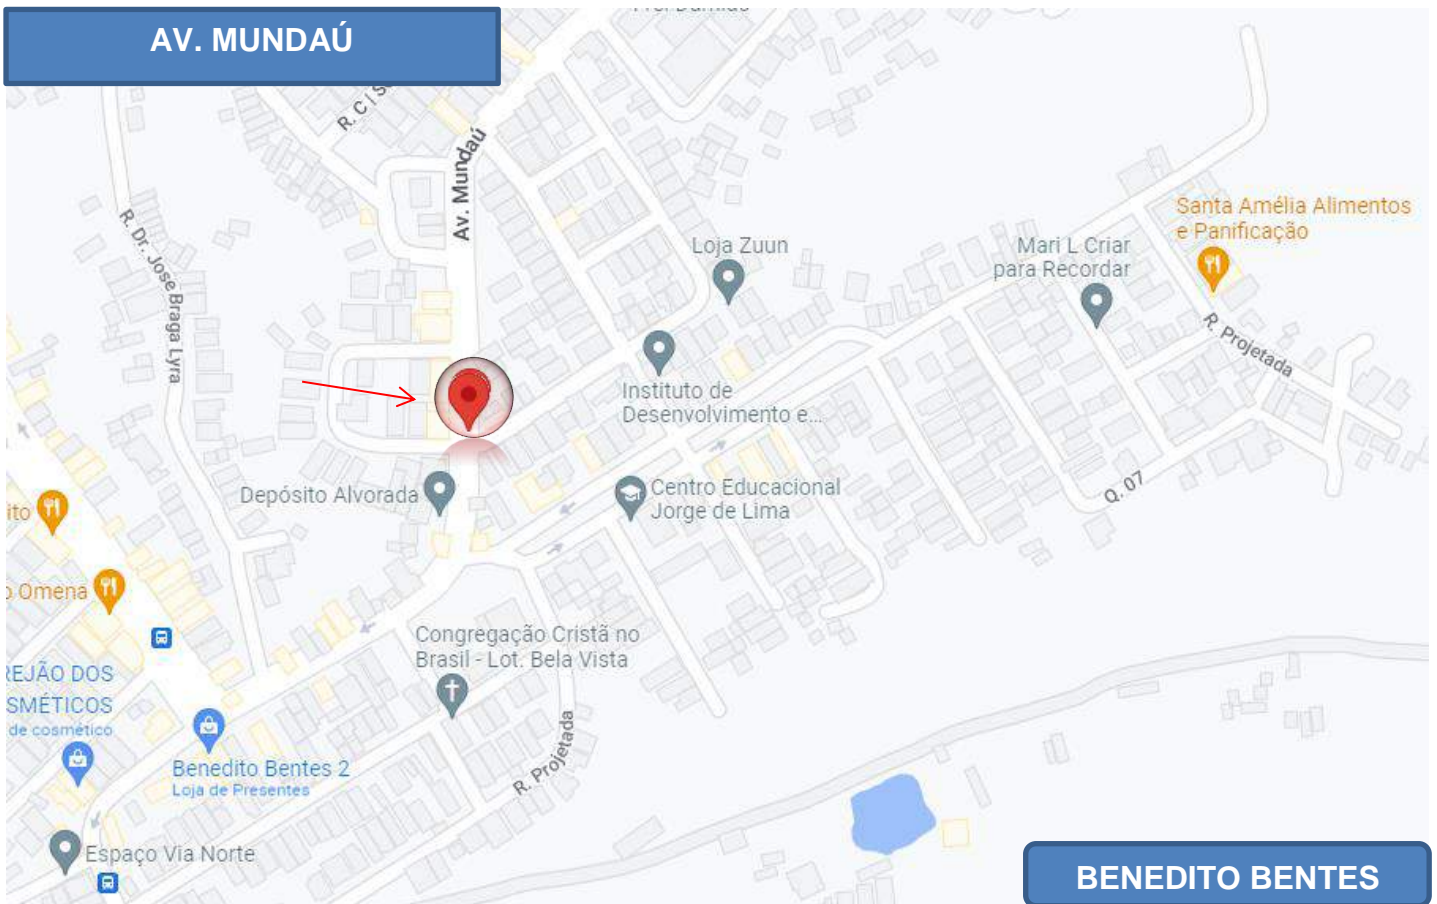 AV. MUNDAÚ
R. C I S
Av. Mundaú
R. Dr. Jose Braga Lyra
Loja Zuun
Mari L Criar
para Recordar
Santa Amélia Alimentos
e Panificação
R. Projetada
Instituto de
Desenvolvimento e...
Depósito Alvorada
Centro Educacional
Jorge de Lima
Q. 07
ito
Omena
Congregação Cristã no
Brasil - Lot. Bela Vista
EJÃO DOS
SMÉTICOS
de cosmético
Benedito Bentes 2
Loja de Presentes
R. Projetada
Espaço Via Norte
BENEDITO BENTES